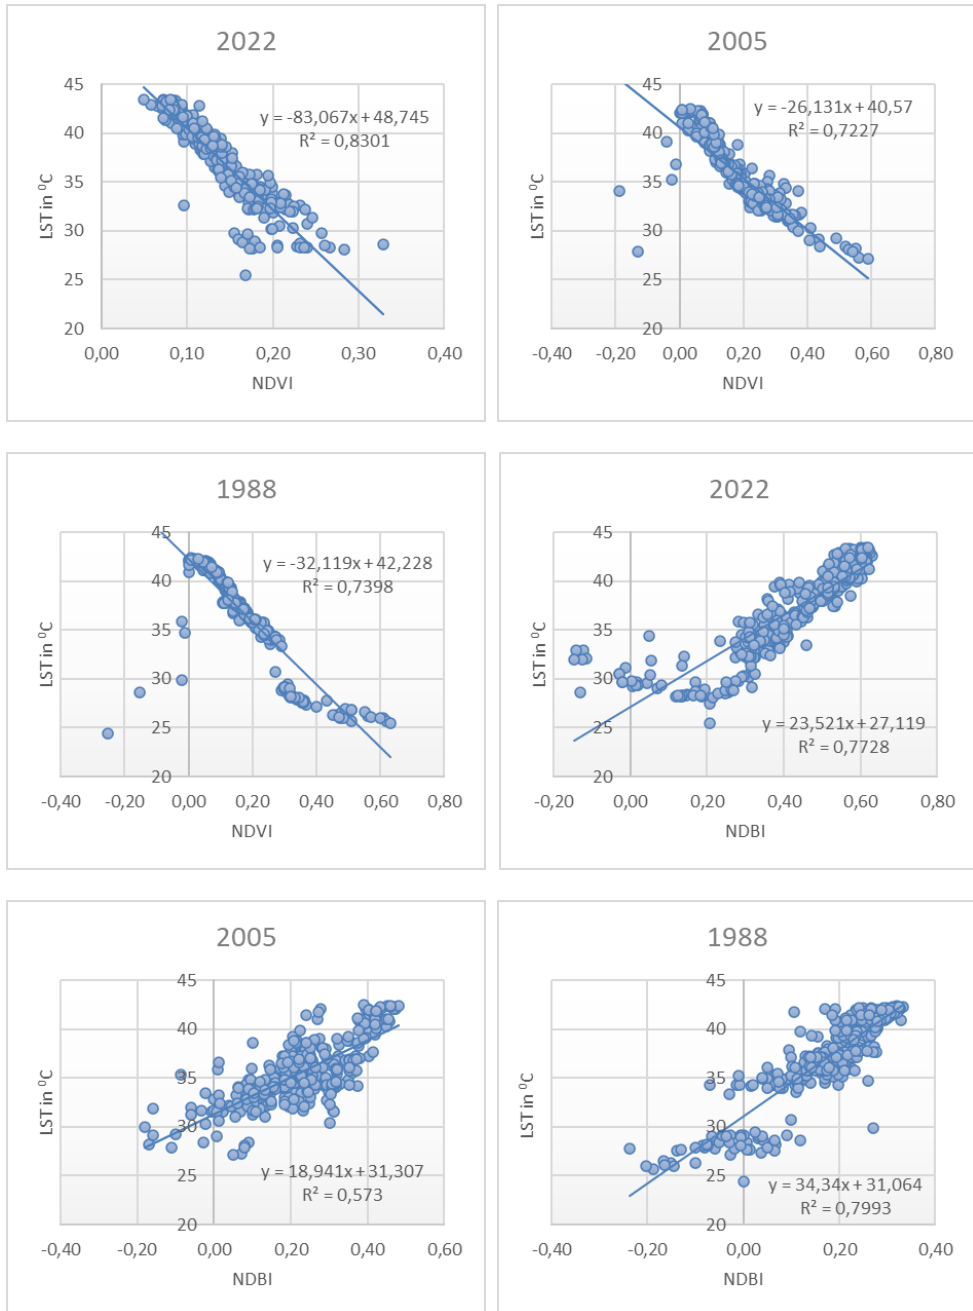 2022
45
40
35
30
25
20
LST in ⁰C
y = -83,067x + 48,745
R² = 0,8301
0,00 0,10 0,20 0,30 0,40
NDVI
2005
45
40
35
30
25
20
LST in ⁰C
y = -26,131x + 40,57
R² = 0,7227
-0,40 -0,20 0,00 0,20 0,40 0,60 0,80
NDVI
1988
45
40
35
30
25
20
LST in ⁰C
y = -32,119x + 42,228
R² = 0,7398
-0,40 -0,20 0,00 0,20 0,40 0,60 0,80
NDVI
2022
45
40
35
30
25
20
LST in ⁰C
y = 23,521x + 27,119
R² = 0,7728
-0,20 0,00 0,20 0,40 0,60 0,80
NDBI
2005
45
40
35
30
25
20
LST in ⁰C
y = 18,941x + 31,307
R² = 0,573
-0,40 -0,20 0,00 0,20 0,40 0,60
NDBI
1988
45
40
35
30
25
20
LST in ⁰C
y = 34,34x + 31,064
R² = 0,7993
-0,40 -0,20 0,00 0,20 0,40
NDBI